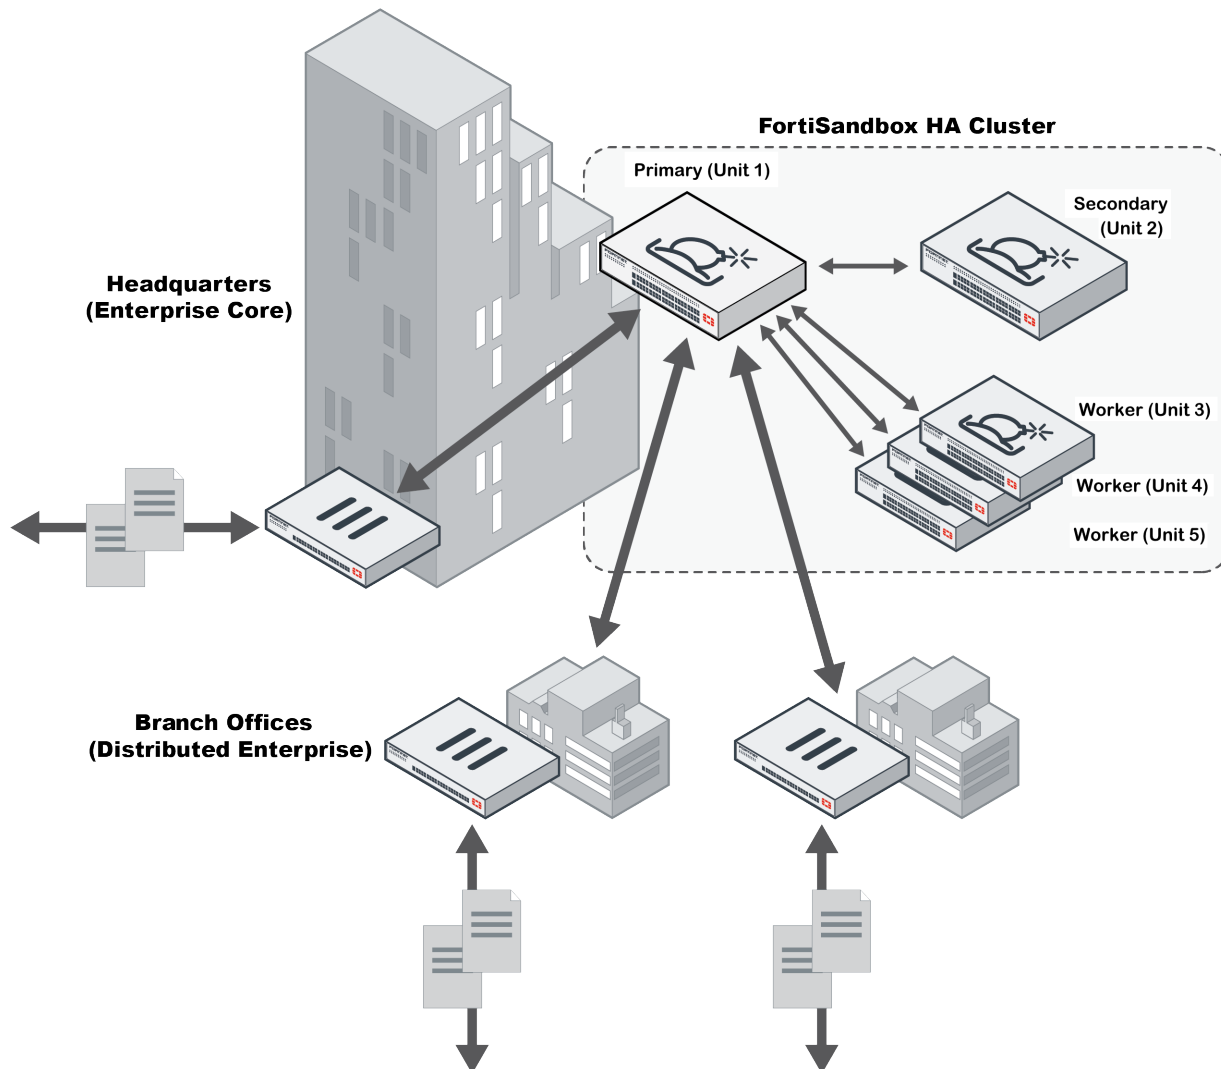 FortiSandbox HA Cluster
Primary (Unit 1)
Secondary
(Unit 2)
Headquarters
(Enterprise Core)
Worker (Unit 3)
Worker (Unit 4)
Worker (Unit 5)
Branch Offices
(Distributed Enterprise)